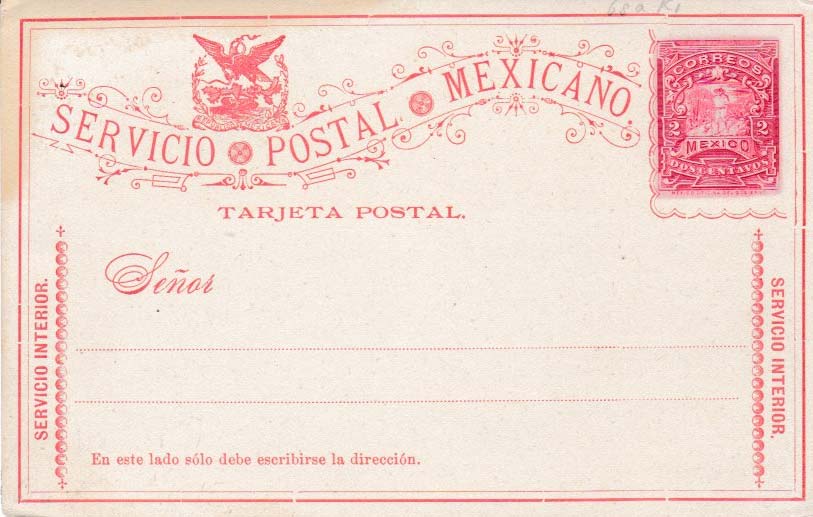 SERVICIO POSTAL MEXICANO.
CORREOS
2 2
MEXICO
DOS CENTAVOS
TARJETA POSTAL.
Señor
SERVICIO INTERIOR.
SERVICIO INTERIOR.
En este lado sólo debe escribirse la dirección.